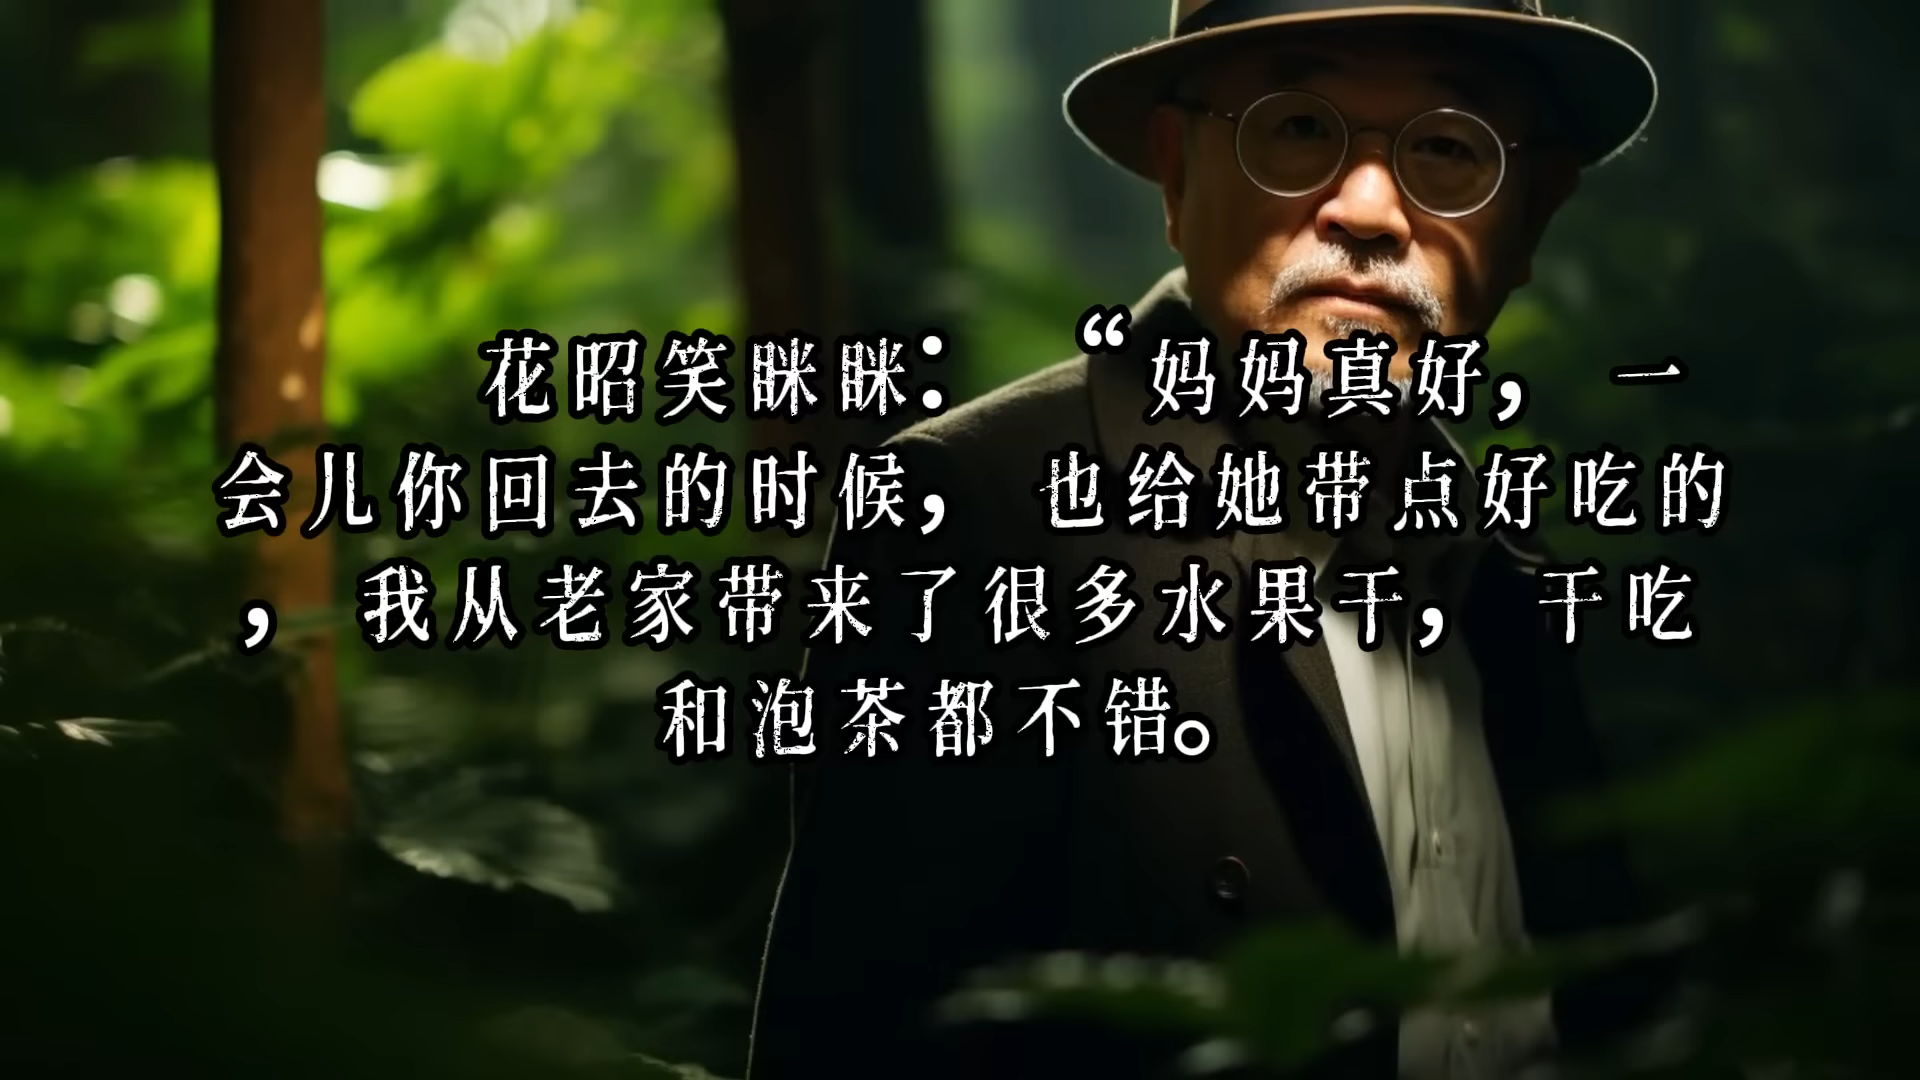 花昭笑眯眯：“妈妈真好，一
会儿你回去的时候，也给她带点好吃的
，我从老家带来了很多水果干，干吃
和泡茶都不错。